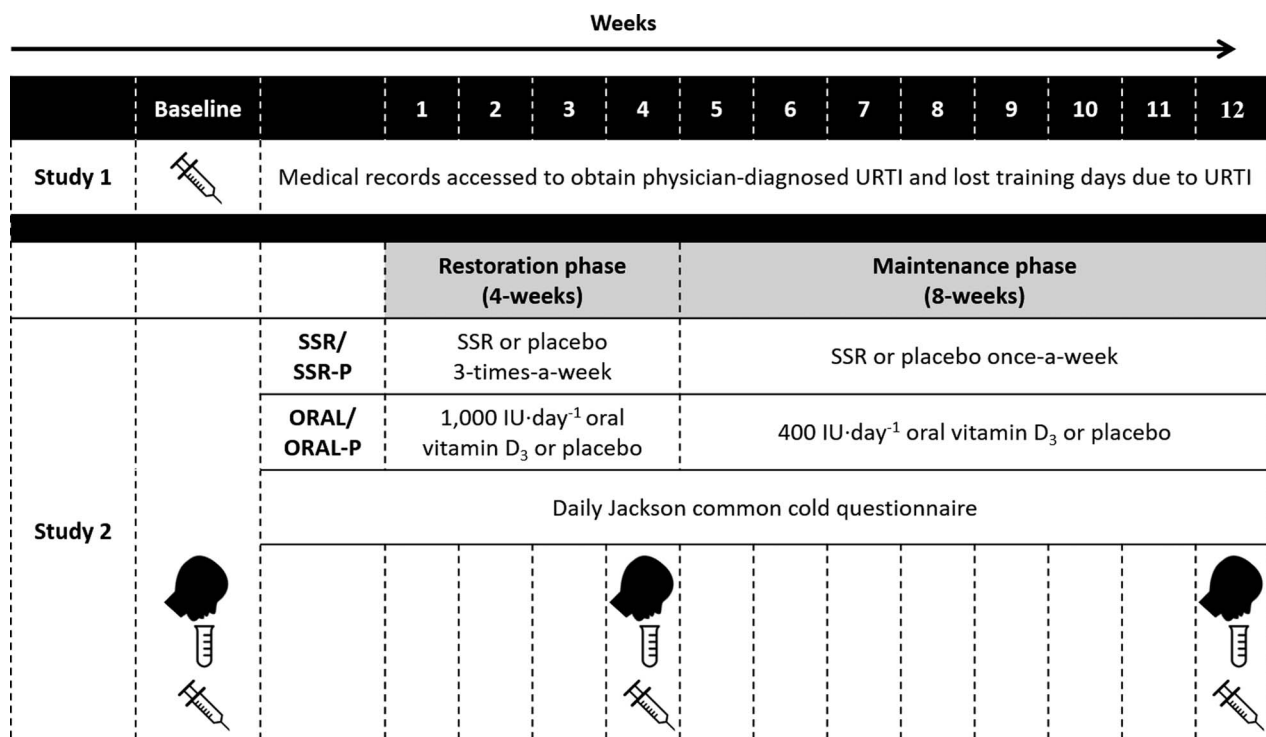 Weeks
Baseline 1 2 3 4 5 6 7 8 9 10 11 12
Study 1 Medical records accessed to obtain physician-diagnosed URTI and lost training days due to URTI
Restoration phase
(4-weeks)
Maintenance phase
(8-weeks)
SSR/
SSR-P
SSR or placebo
3-times-a-week
SSR or placebo once-a-week
ORAL/
ORAL-P
1,000 IU·day⁻¹ oral
vitamin D₃ or placebo
400 IU·day⁻¹ oral vitamin D₃ or placebo
Daily Jackson common cold questionnaire
Study 2